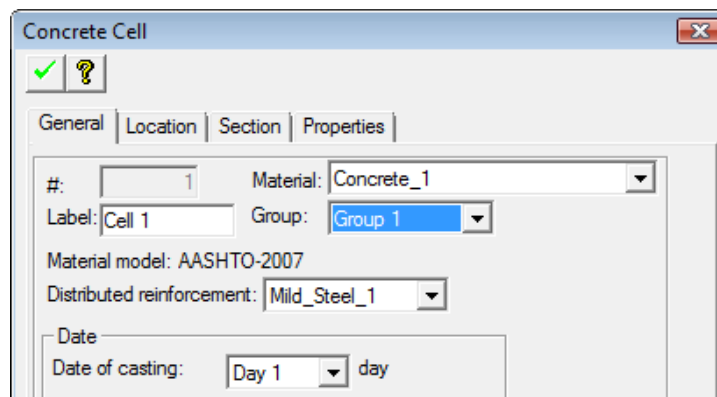 Concrete Cell
General Location Section Properties
#: 1 Material: Concrete_1
Label: Cell 1 Group: Group 1
Material model: AASHTO-2007
Distributed reinforcement: Mild_Steel_1
Date
Date of casting: Day 1 day